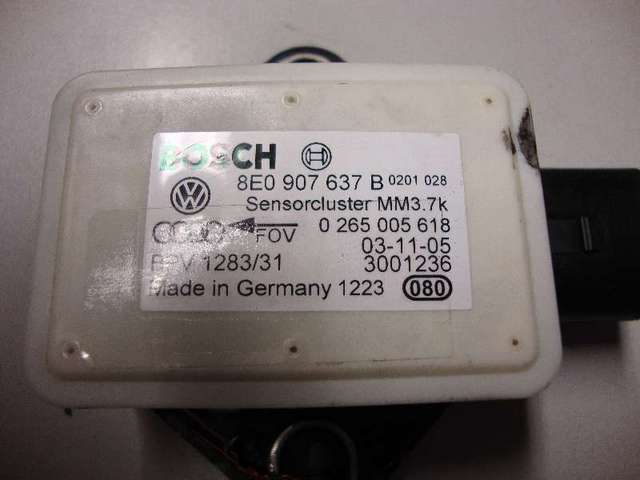 BOSCH
8E0 907 637 B 0201 028
Sensorcluster MM3.7k
FOV 0 265 005 618
03-11-05
1283/31 3001236
Made in Germany 1223 080